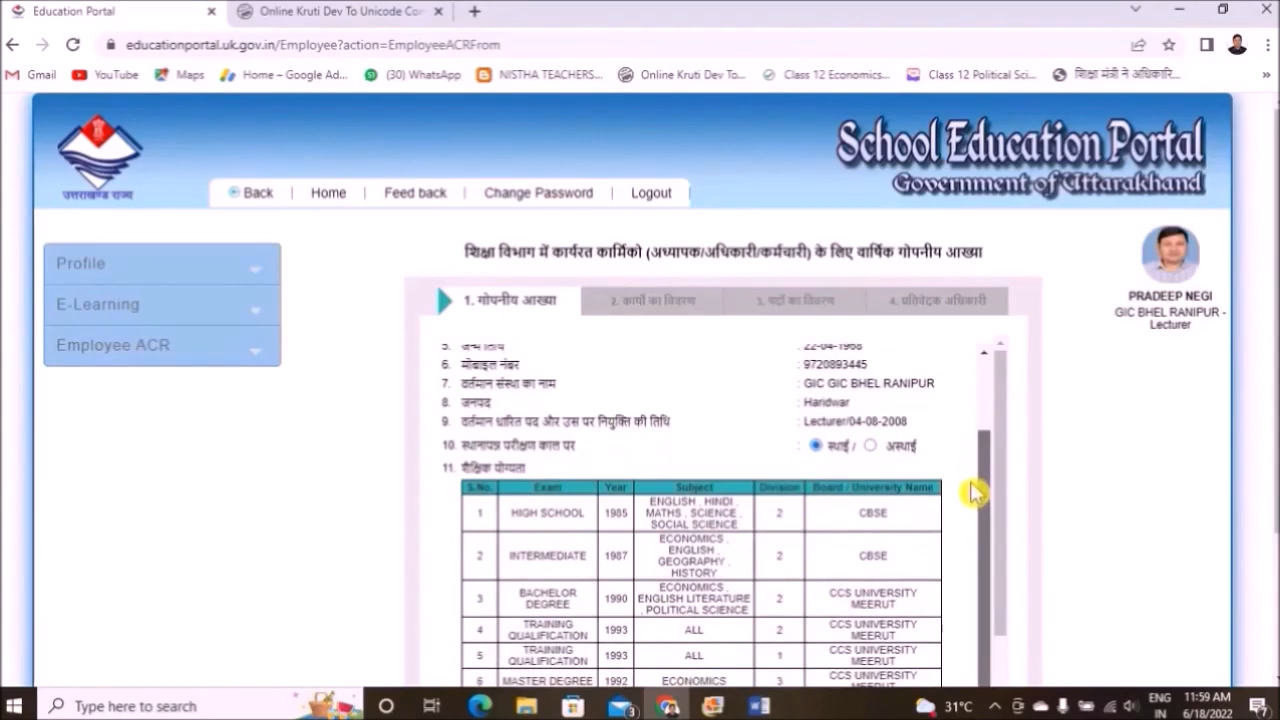 Education Portal
Online Kruti Dev To Unicode Con
educationportal.uk.gov.in/Employee?action=EmployeeACRFrom
Gmail YouTube Maps Home – Google Ad... (30) WhatsApp NISTHA TEACHERS... Online Kruti Dev To... Class 12 Economics... Class 12 Political Sci... शिक्षा मंत्री ने अधिकारि...
School Education Portal
Government of Uttarakhand
उत्तराखण्ड राज्य
Back | Home | Feed back | Change Password | Logout
Profile
E-Learning
Employee ACR
शिक्षा विभाग में कार्यरत कार्मिको (अध्यापक/अधिकारी/कर्मचारी) के लिए वार्षिक गोपनीय आख्या
PRADEEP NEGI
GIC BHEL RANIPUR -
Lecturer
1. गोपनीय आख्या 2. कार्यो का विवरण 3. पदों का विवरण 4. प्रतिवेदक अधिकारी
5. जन्म तिथि : 22-04-1968
6. मोबाइल नंबर : 9720893445
7. वर्तमान संस्था का नाम : GIC GIC BHEL RANIPUR
8. जनपद : Haridwar
9. वर्तमान धारित पद और उस पर नियुक्ति की तिथि : Lecturer/04-08-2008
10. स्थानापन्न परीक्षण काल पर : स्थाई / अस्थाई
11. शैक्षिक योग्यता
S.No. Exam Year Subject Division Board / University Name
1 HIGH SCHOOL 1985 ENGLISH , HINDI , MATHS , SCIENCE , SOCIAL SCIENCE 2 CBSE
2 INTERMEDIATE 1987 ECONOMICS , ENGLISH , GEOGRAPHY , HISTORY 2 CBSE
3 BACHELOR DEGREE 1990 ECONOMICS , ENGLISH LITERATURE , POLITICAL SCIENCE 2 CCS UNIVERSITY MEERUT
4 TRAINING QUALIFICATION 1993 ALL 2 CCS UNIVERSITY MEERUT
5 TRAINING QUALIFICATION 1993 ALL 1 CCS UNIVERSITY MEERUT
6 MASTER DEGREE 1992 ECONOMICS 3 CCS UNIVERSITY MEERUT
Type here to search
3
31°C
ENG
IN
11:59 AM
6/18/2022
7